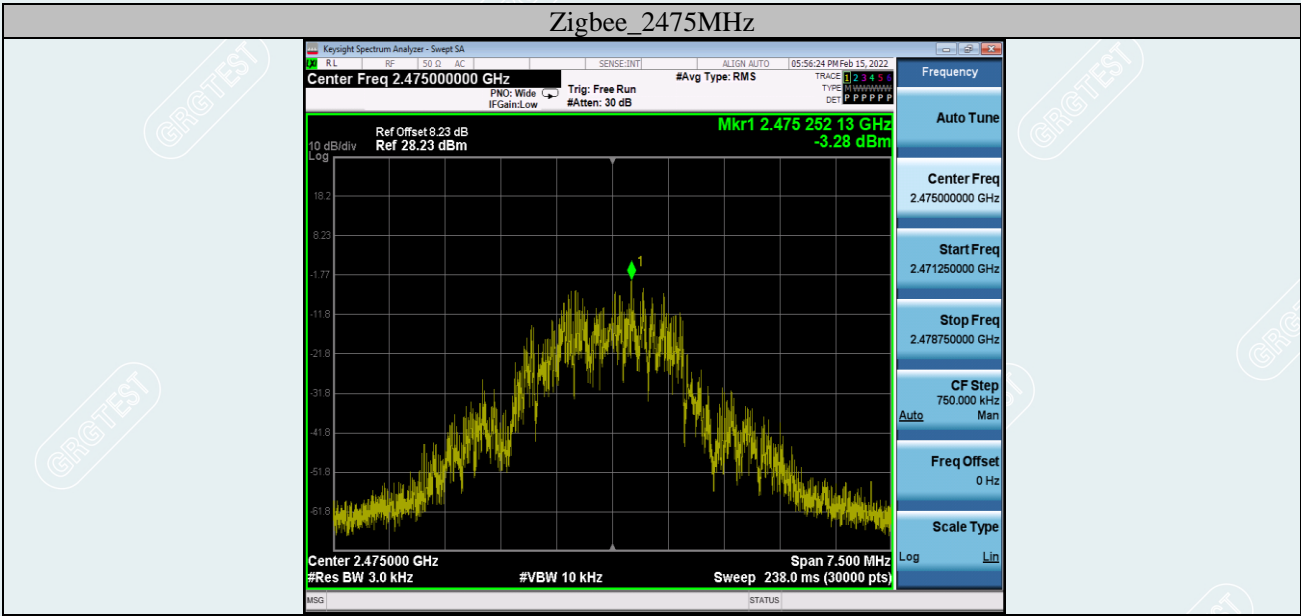 Zigbee_2475MHz
Keysight Spectrum Analyzer - Swept SA
RL RF 50 Ω AC SENSE:INT ALIGN AUTO 05:56:24 PM Feb 15, 2022
Center Freq 2.475000000 GHz
PNO: Wide
IFGain:Low
Trig: Free Run
#Atten: 30 dB
#Avg Type: RMS
TRACE 1 2 3 4 5 6
TYPE M W W W W W
DET P P P P P P
Frequency
Ref Offset 8.23 dB
10 dB/div Ref 28.23 dBm
Log
Mkr1 2.475 252 13 GHz
-3.28 dBm
18.2
8.23
-1.77
-11.8
-21.8
-31.8
-41.8
-51.8
-61.8
1
Center 2.475000 GHz Span 7.500 MHz
#Res BW 3.0 kHz #VBW 10 kHz Sweep 238.0 ms (30000 pts)
Auto Tune
Center Freq
2.475000000 GHz
Start Freq
2.471250000 GHz
Stop Freq
2.478750000 GHz
CF Step
750.000 kHz
Auto Man
Freq Offset
0 Hz
Scale Type
Log Lin
MSG STATUS
GRGTEST
GRGTEST
GRGTEST